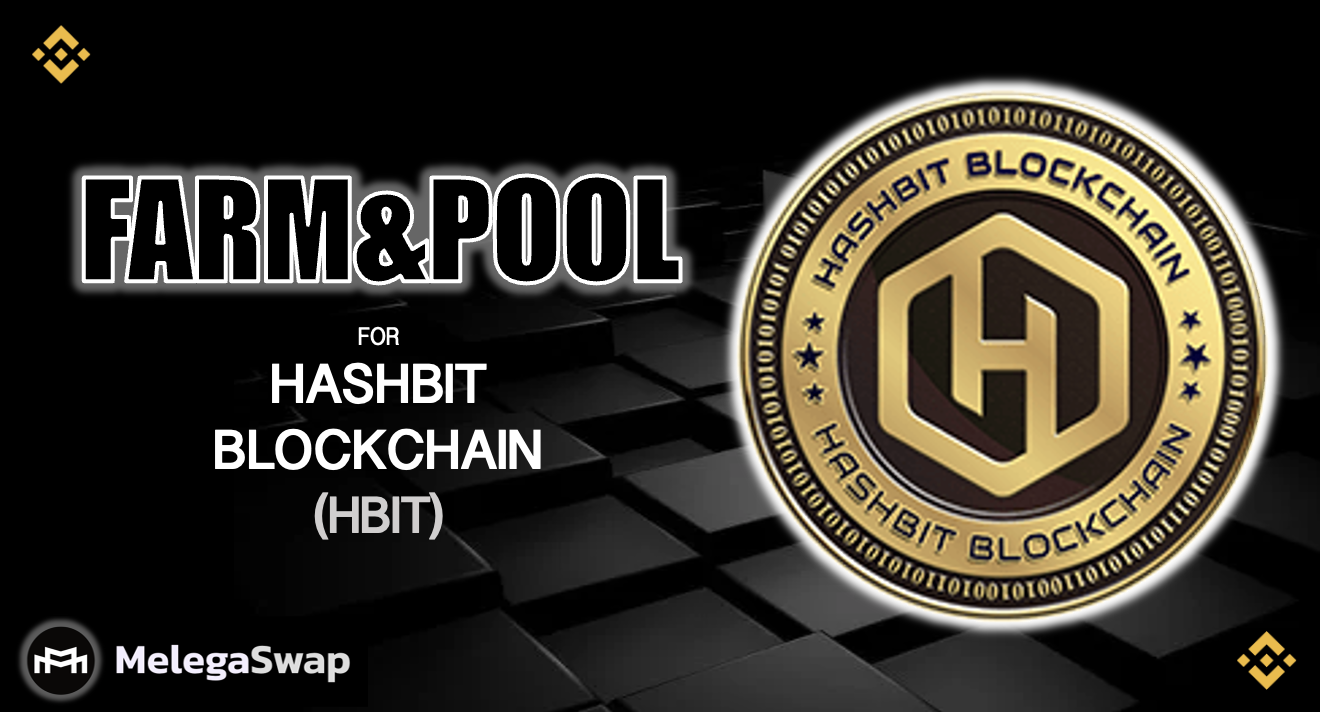 FARM&POOL
FOR
HASHBIT
BLOCKCHAIN
(HBIT)
HASHBIT BLOCKCHAIN
HASHBIT BLOCKCHAIN
MelegaSwap